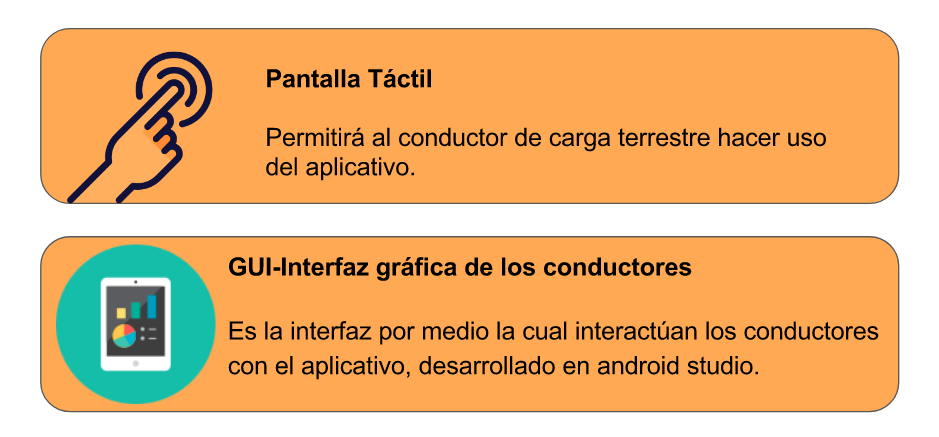 Pantalla Táctil
Permitirá al conductor de carga terrestre hacer uso
del aplicativo.
GUI-Interfaz gráfica de los conductores
Es la interfaz por medio la cual interactúan los conductores
con el aplicativo, desarrollado en android studio.